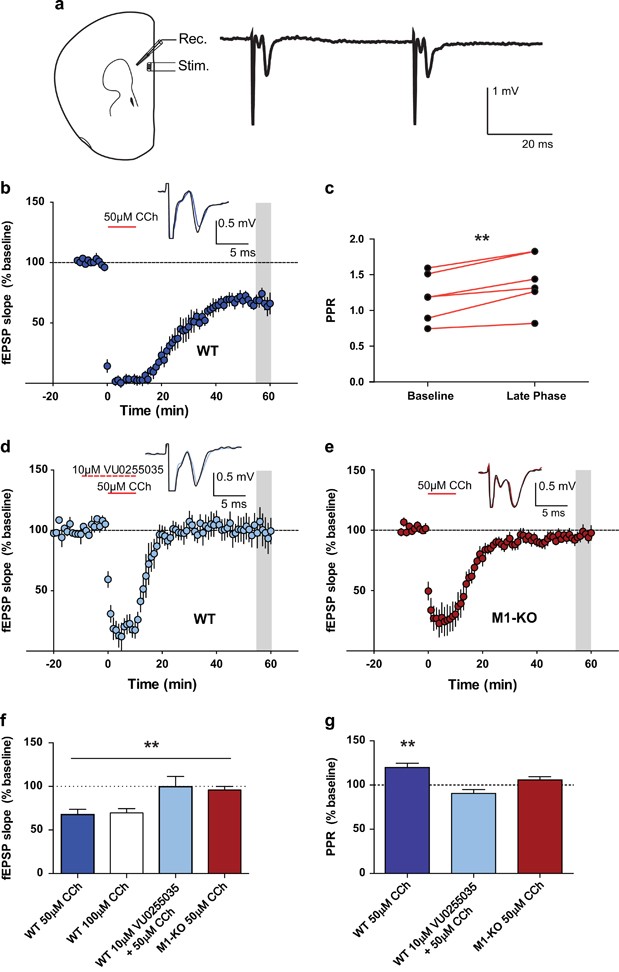 a
Rec.
Stim.
1 mV
20 ms
b
150
100
50
fEPSP slope (% baseline)
50µM CCh
0.5 mV
5 ms
WT
-20 0 20 40 60
Time (min)
c
**
2.0
1.5
1.0
0.5
0.0
PPR
Baseline Late Phase
d
150
100
50
fEPSP slope (% baseline)
10µM VU0255035
50µM CCh
0.5 mV
5 ms
WT
-20 0 20 40 60
Time (min)
e
150
100
50
fEPSP slope (% baseline)
50µM CCh
0.5 mV
5 ms
M1-KO
-20 0 20 40 60
Time (min)
f
150
100
50
0
fEPSP slope (% baseline)
**
WT 50µM CCh
WT 100µM CCh
WT 10µM VU0255035
+ 50µM CCh
M1-KO 50µM CCh
g
150
100
50
0
PPR (% baseline)
**
WT 50µM CCh
WT 10µM VU0255035
+ 50µM CCh
M1-KO 50µM CCh